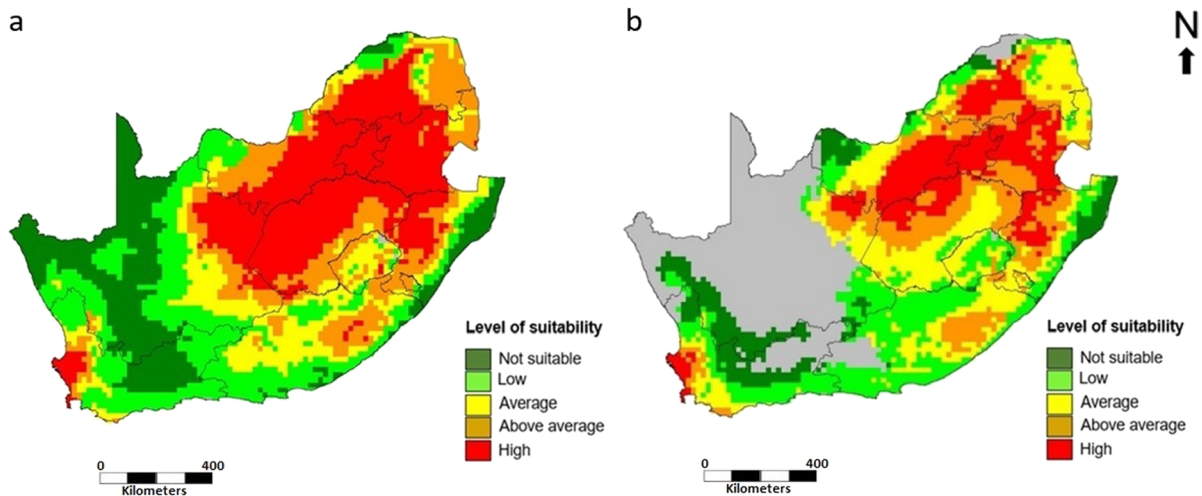 a
b
N
Level of suitability
Not suitable
Low
Average
Above average
High
0 400
Kilometers
Level of suitability
Not suitable
Low
Average
Above average
High
0 400
Kilometers